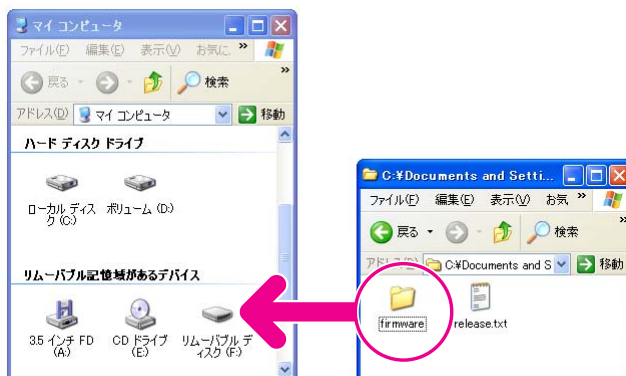 マイ コンピュータ
ファイル(F) 編集(E) 表示(V) お気に »
戻る 検索 »
アドレス(D) マイ コンピュータ 移動
ハード ディスク ドライブ
ローカル ディス
ク (C:)
ボリューム (D:)
リムーバブル記憶域があるデバイス
3.5 インチ FD
(A:)
CD ドライブ
(E:)
リムーバブル デ
ィスク (F:)
C:¥Documents and Setti...
ファイル(F) 編集(E) 表示(V) お気 »
戻る 検索 »
アドレス(D) C:¥Documents and S 移動
firmware
release.txt